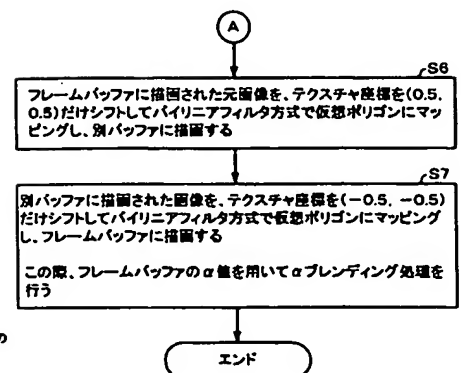 A
S6
フレームバッファに描画された元画像を、テクスチャ座標を(0.5,
0.5)だけシフトしてバイリニアフィルタ方式で仮想ポリゴンにマッ
ピングし、別バッファに描画する
S7
別バッファに描画された画像を、テクスチャ座標を(−0.5, −0.5)
だけシフトしてバイリニアフィルタ方式で仮想ポリゴンにマッピング
し、フレームバッファに描画する
この際、フレームバッファのα値を用いてαブレンディング処理を
行う
の
エンド